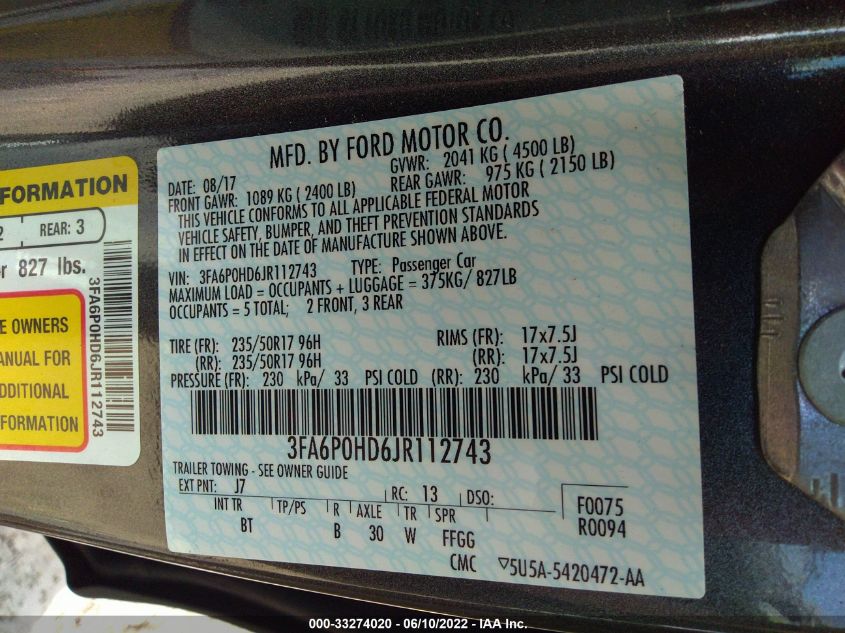 MFD. BY FORD MOTOR CO.
DATE: 08/17 GVWR: 2041 KG ( 4500 LB)
FRONT GAWR: 1089 KG ( 2400 LB) REAR GAWR: 975 KG ( 2150 LB)
THIS VEHICLE CONFORMS TO ALL APPLICABLE FEDERAL MOTOR
VEHICLE SAFETY, BUMPER, AND THEFT PREVENTION STANDARDS
IN EFFECT ON THE DATE OF MANUFACTURE SHOWN ABOVE.
VIN: 3FA6P0HD6JR112743 TYPE: Passenger Car
MAXIMUM LOAD = OCCUPANTS + LUGGAGE = 375KG/ 827LB
OCCUPANTS = 5 TOTAL; 2 FRONT, 3 REAR
TIRE (FR): 235/50R17 96H RIMS (FR): 17x7.5J
(RR): 235/50R17 96H (RR): 17x7.5J
PRESSURE (FR): 230 kPa/ 33 PSI COLD (RR): 230 kPa/ 33 PSI COLD
3FA6P0HD6JR112743
TRAILER TOWING - SEE OWNER GUIDE
EXT PNT: J7 RC: 13 DSO: F0075
INT TR TP/PS R AXLE TR SPR R0094
BT B 30 W FFGG
CMC ▽5U5A-5420472-AA
FORMATION
2 REAR: 3
r 827 lbs.
E OWNERS
ANUAL FOR
DDITIONAL
FORMATION
3FA6P0HD6JR112743
000-33274020 - 06/10/2022 - IAA Inc.